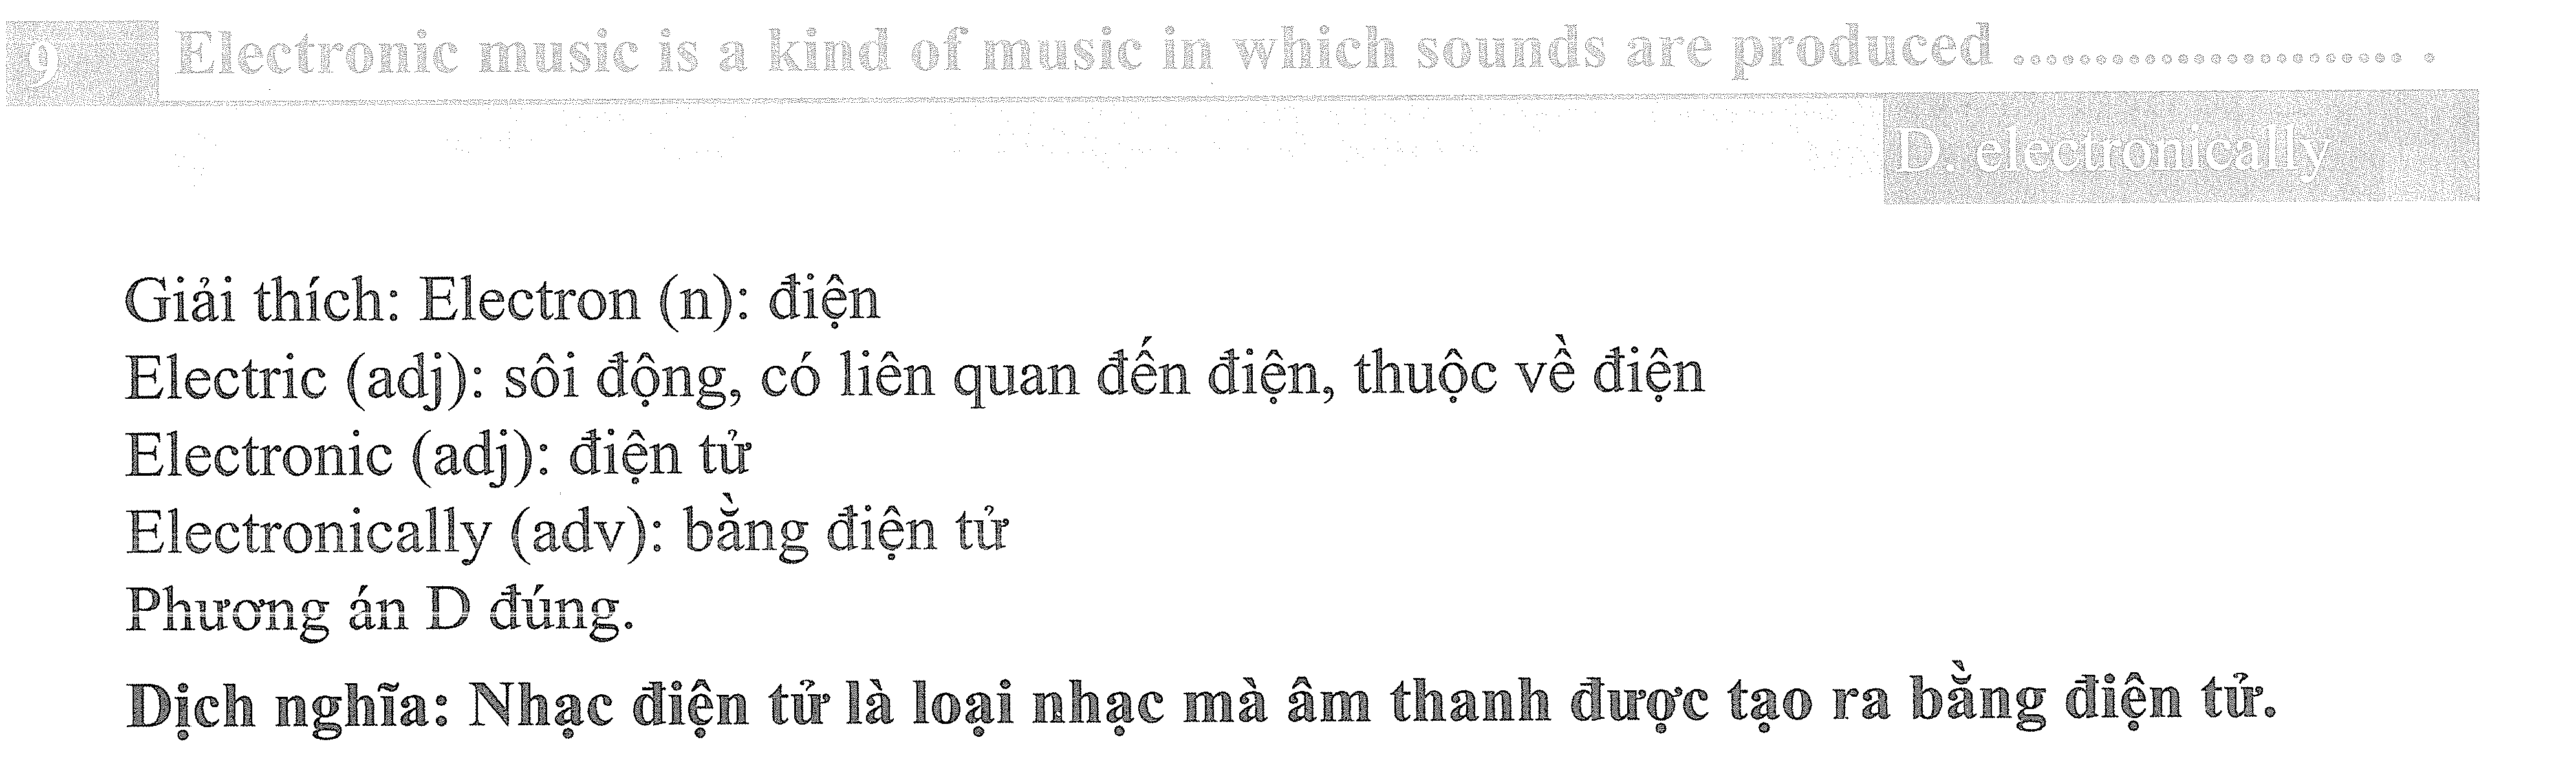 9 Electronic music is a kind of music in which sounds are produced ........................ .
D. electronically
Giải thích: Electron (n): điện
Electric (adj): sôi động, có liên quan đến điện, thuộc về điện
Electronic (adj): điện tử
Electronically (adv): bằng điện tử
Phương án D đúng.
Dịch nghĩa: Nhạc điện tử là loại nhạc mà âm thanh được tạo ra bằng điện tử.